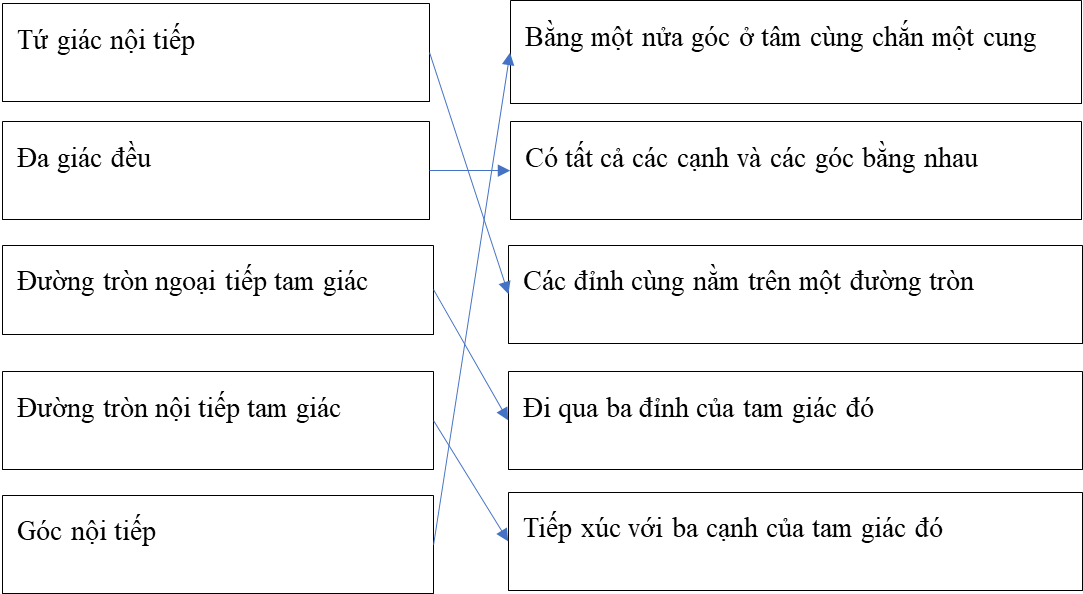 Tứ giác nội tiếp
Bằng một nửa góc ở tâm cùng chắn một cung
Đa giác đều
Có tất cả các cạnh và các góc bằng nhau
Đường tròn ngoại tiếp tam giác
Các đỉnh cùng nằm trên một đường tròn
Đường tròn nội tiếp tam giác
Đi qua ba đỉnh của tam giác đó
Góc nội tiếp
Tiếp xúc với ba cạnh của tam giác đó